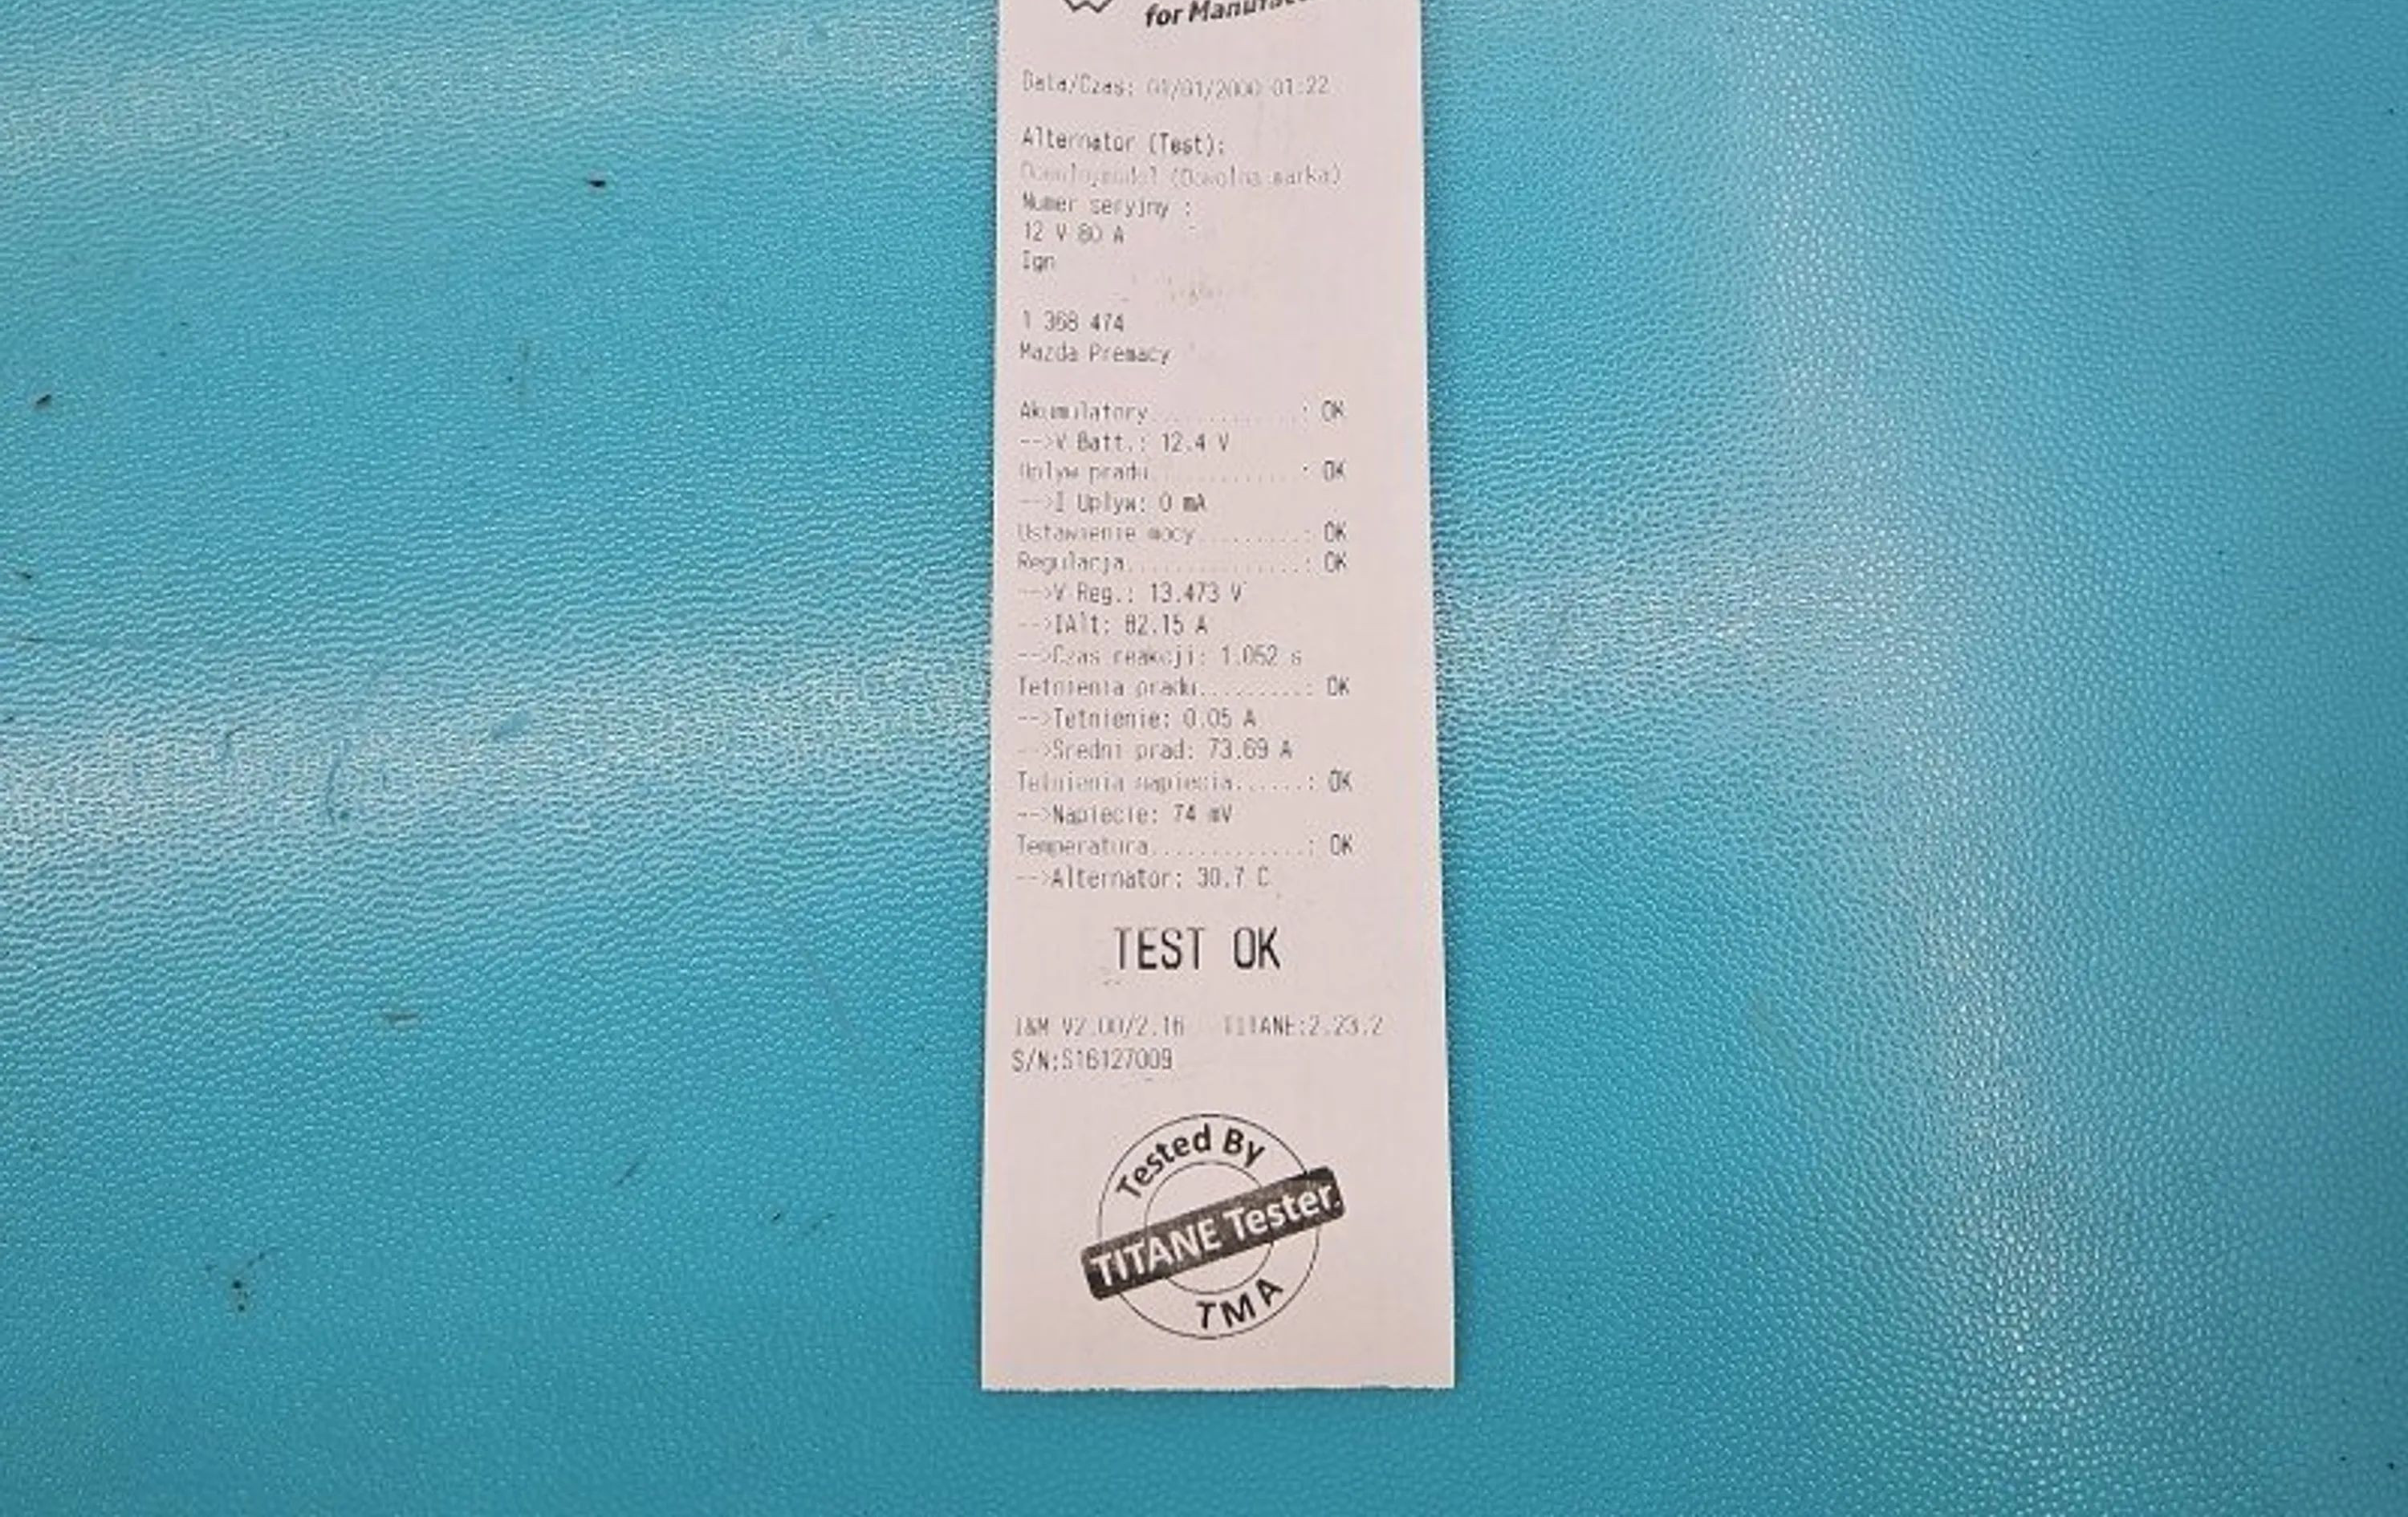 for Manufac
Data/Czas: 01/01/2000 01:22
Alternator (Test):
(Dowolna marka)
Numer seryjny :
12 V 80 A
Ign
1 368 474
Mazda Premacy
Akumulatory.............: OK
-->V Batt.: 12.4 V
Uplyw pradu.............: OK
-->I Uplyw: 0 mA
Ustawienie mocy.........: OK
Regulacja...............: OK
-->V Reg.: 13.473 V
-->IAlt: 82.15 A
-->Czas reakcji: 1.052 s
Tetnienia pradu.........: OK
-->Tetnienie: 0.05 A
-->Sredni prad: 73.69 A
Tetnienia napiecia......: OK
-->Napiecie: 74 mV
Temperatura.............: OK
-->Alternator: 30.7 C
TEST OK
I&M V2.00/2.16 TITANE:2.23.2
S/N:S16127009
Tested By
TITANE Tester.
TMA